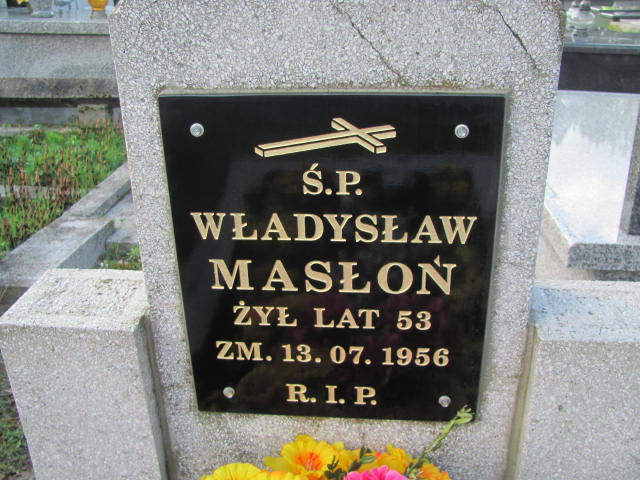 Ś.P.
WŁADYSŁAW
MASŁOŃ
ŻYŁ LAT 53
ZM. 13. 07. 1956
R. I. P.